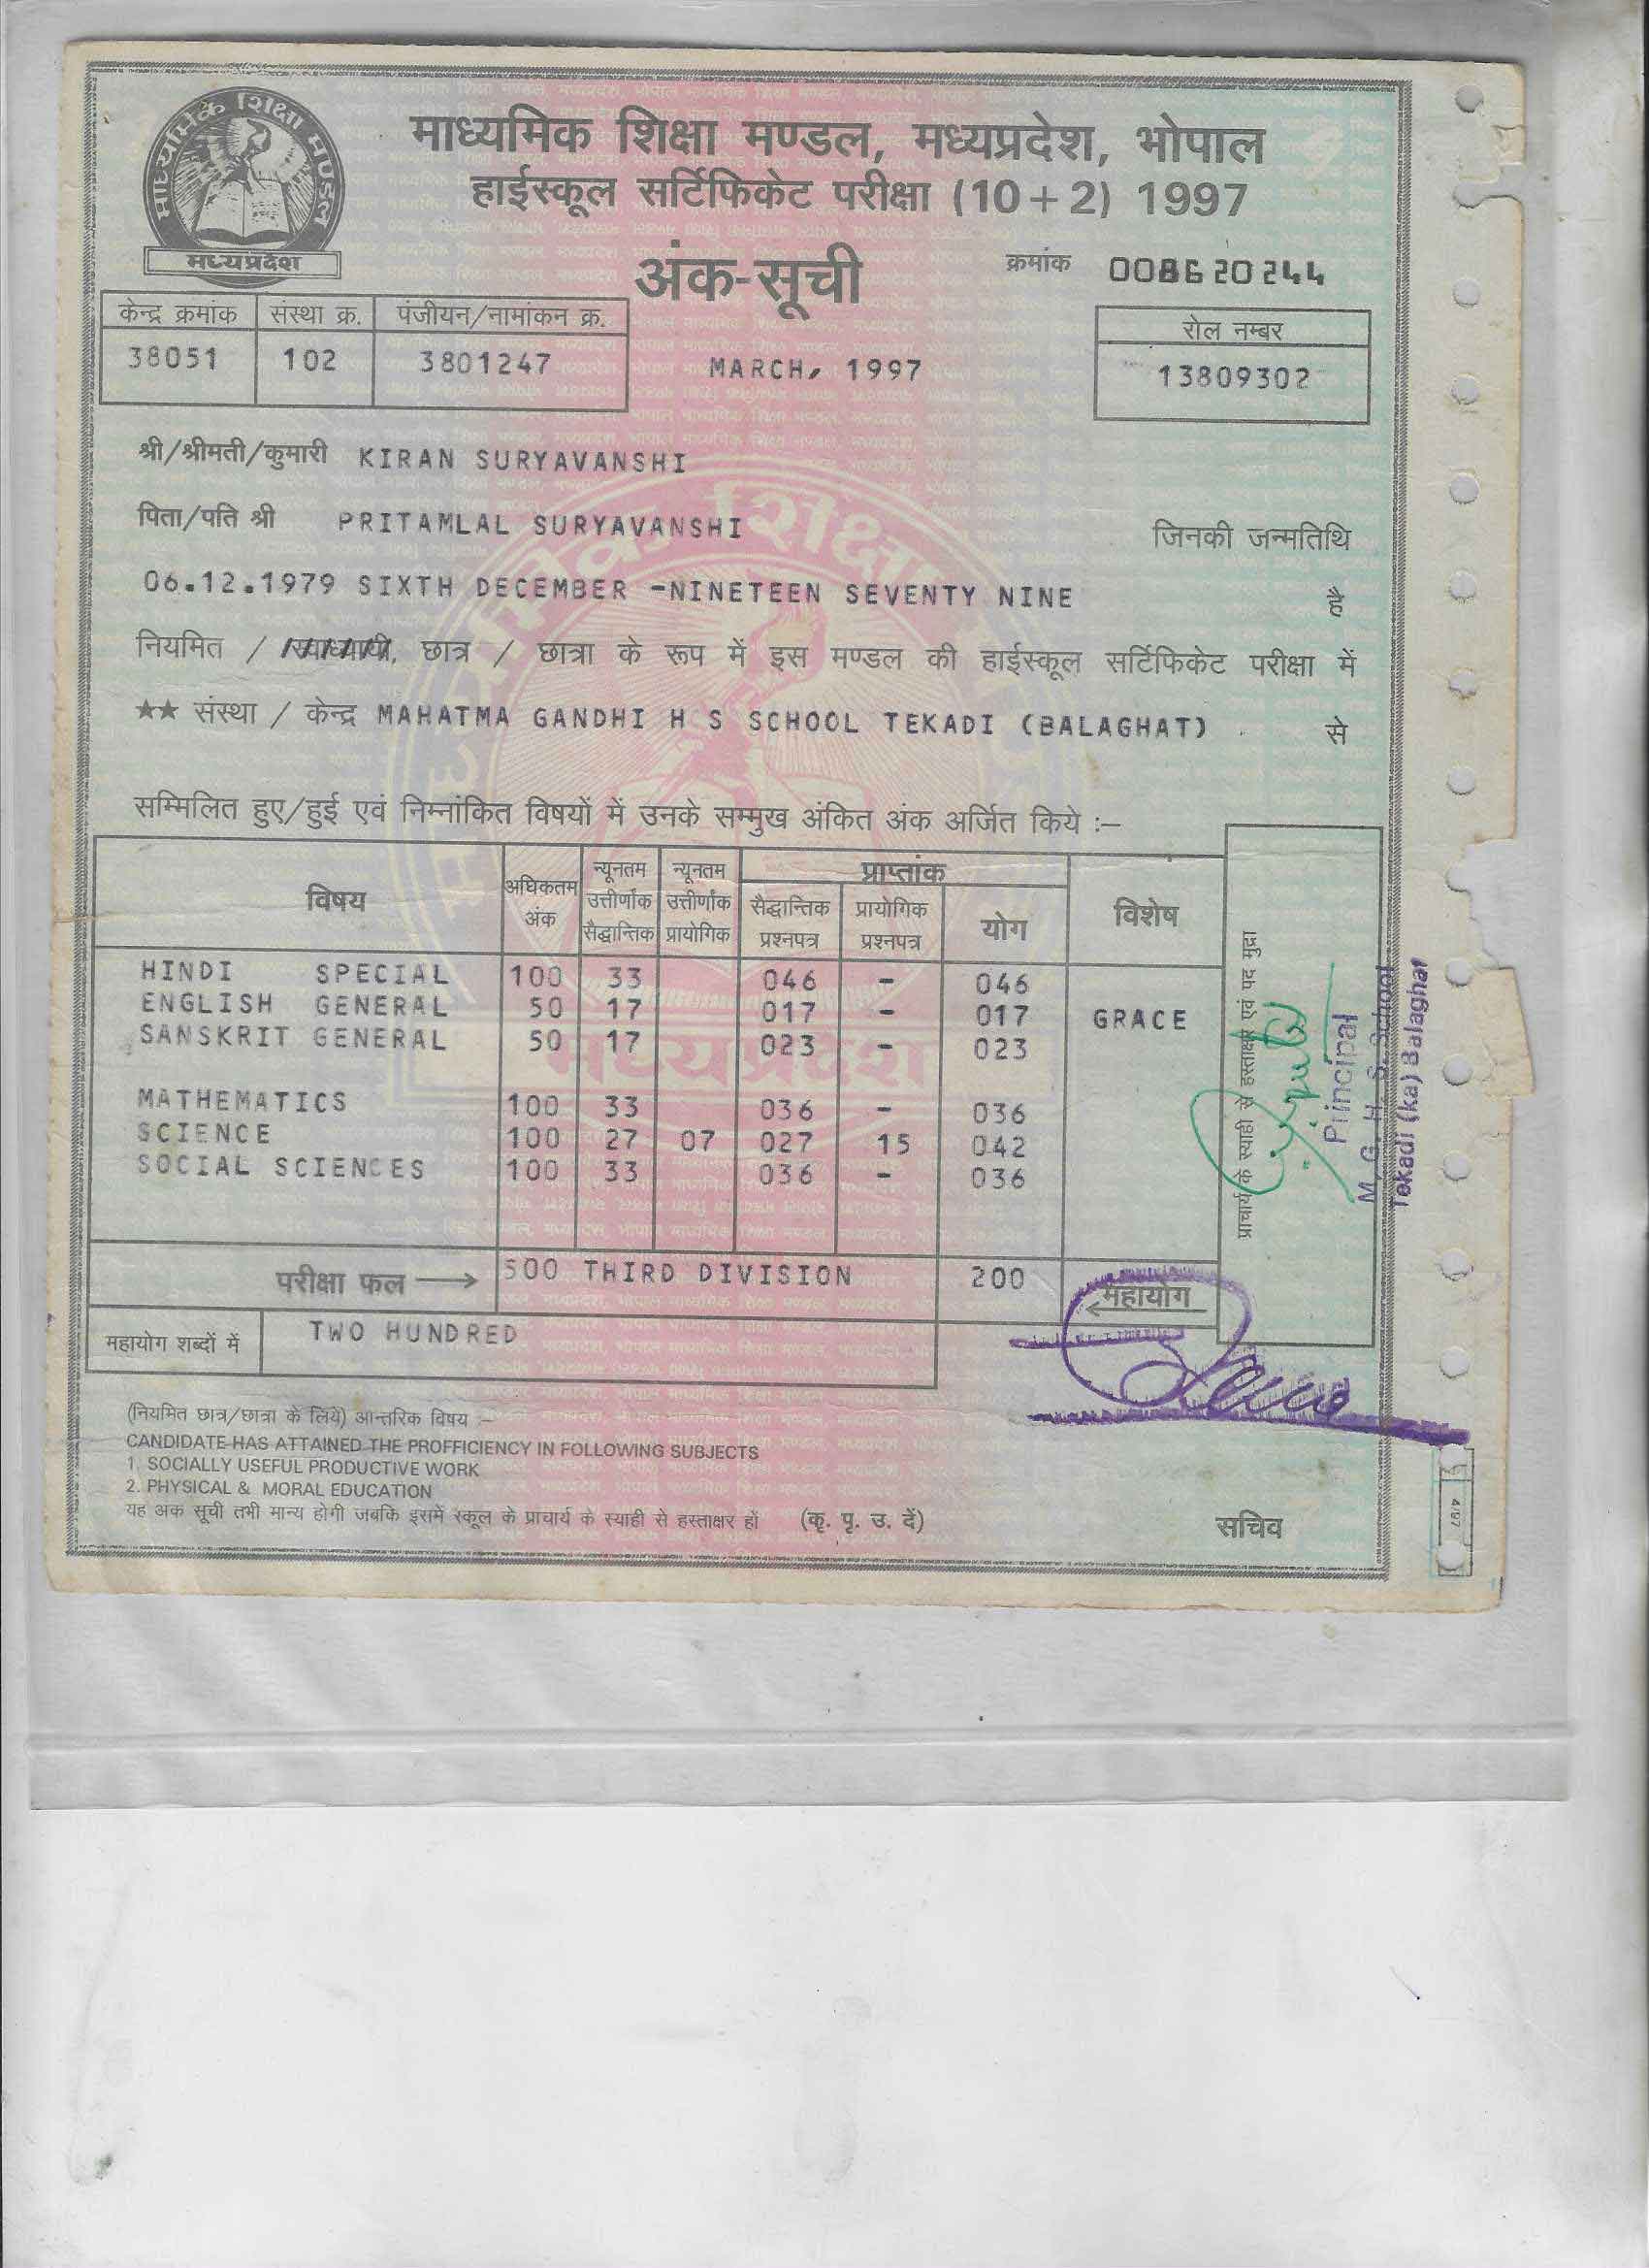 माध्यमिक शिक्षा मण्डल
मध्यप्रदेश
माध्यमिक शिक्षा मण्डल, मध्यप्रदेश, भोपाल
हाईस्कूल सर्टिफिकेट परीक्षा (10+2) 1997
अंक-सूची
क्रमांक 008620244
केन्द्र क्रमांक संस्था क्र. पंजीयन/नामांकन क्र.
38051 102 3801247
MARCH, 1997
रोल नम्बर
13809302
श्री/श्रीमती/कुमारी KIRAN SURYAVANSHI
पिता/पति श्री PRITAMLAL SURYAVANSHI जिनकी जन्मतिथि
06.12.1979 SIXTH DECEMBER -NINETEEN SEVENTY NINE है
नियमित / स्वाध्यायी, छात्र / छात्रा के रूप में इस मण्डल की हाईस्कूल सर्टिफिकेट परीक्षा में
★★ संस्था / केन्द्र MAHATMA GANDHI H S SCHOOL TEKADI (BALAGHAT) से
सम्मिलित हुए/हुई एवं निम्नांकित विषयों में उनके सम्मुख अंकित अंक अर्जित किये :–
विषय अधिकतम अंक न्यूनतम उत्तीर्णांक सैद्धान्तिक न्यूनतम उत्तीर्णांक प्रायोगिक प्राप्तांक सैद्धान्तिक प्रश्नपत्र प्रायोगिक प्रश्नपत्र योग विशेष
HINDI SPECIAL 100 33 046 - 046
ENGLISH GENERAL 50 17 017 - 017 GRACE
SANSKRIT GENERAL 50 17 023 - 023
MATHEMATICS 100 33 036 - 036
SCIENCE 100 27 07 027 15 042
SOCIAL SCIENCES 100 33 036 - 036
परीक्षा फल → 500 THIRD DIVISION 200 महायोग
महायोग शब्दों में TWO HUNDRED
प्राचार्य के स्याही से हस्ताक्षर एवं पद मुद्रा
Principal
M. G. H. S. School
Tekadi (ka) Balaghat
(नियमित छात्र/छात्रा के लिये) आन्तरिक विषय :–
CANDIDATE HAS ATTAINED THE PROFFICIENCY IN FOLLOWING SUBJECTS
1. SOCIALLY USEFUL PRODUCTIVE WORK
2. PHYSICAL & MORAL EDUCATION
यह अंक सूची तभी मान्य होगी जबकि इसमें स्कूल के प्राचार्य के स्याही से हस्ताक्षर हों (कृ. पृ. उ. दें)
सचिव
4/97